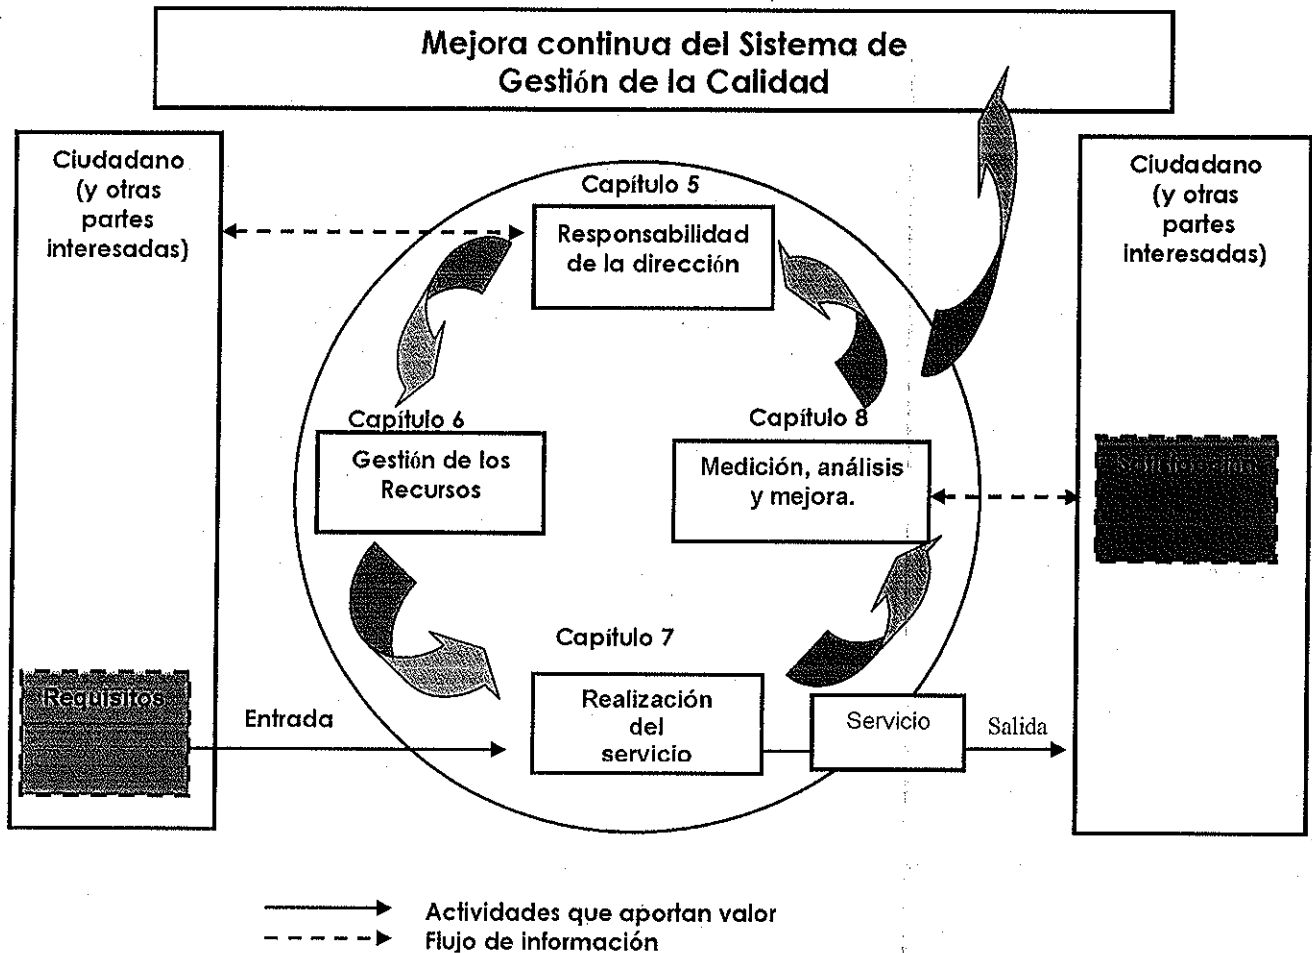 Mejora continua del Sistema de
Gestión de la Calidad
Ciudadano
(y otras
partes
interesadas)
Ciudadano
(y otras
partes
interesadas)
Capítulo 5
Responsabilidad
de la dirección
Capítulo 6
Gestión de los
Recursos
Capítulo 8
Medición, análisis
y mejora.
Satisfacción
Capítulo 7
Realización
del
servicio
Requisitos
Entrada
Servicio
Salida
Actividades que aportan valor
Flujo de información